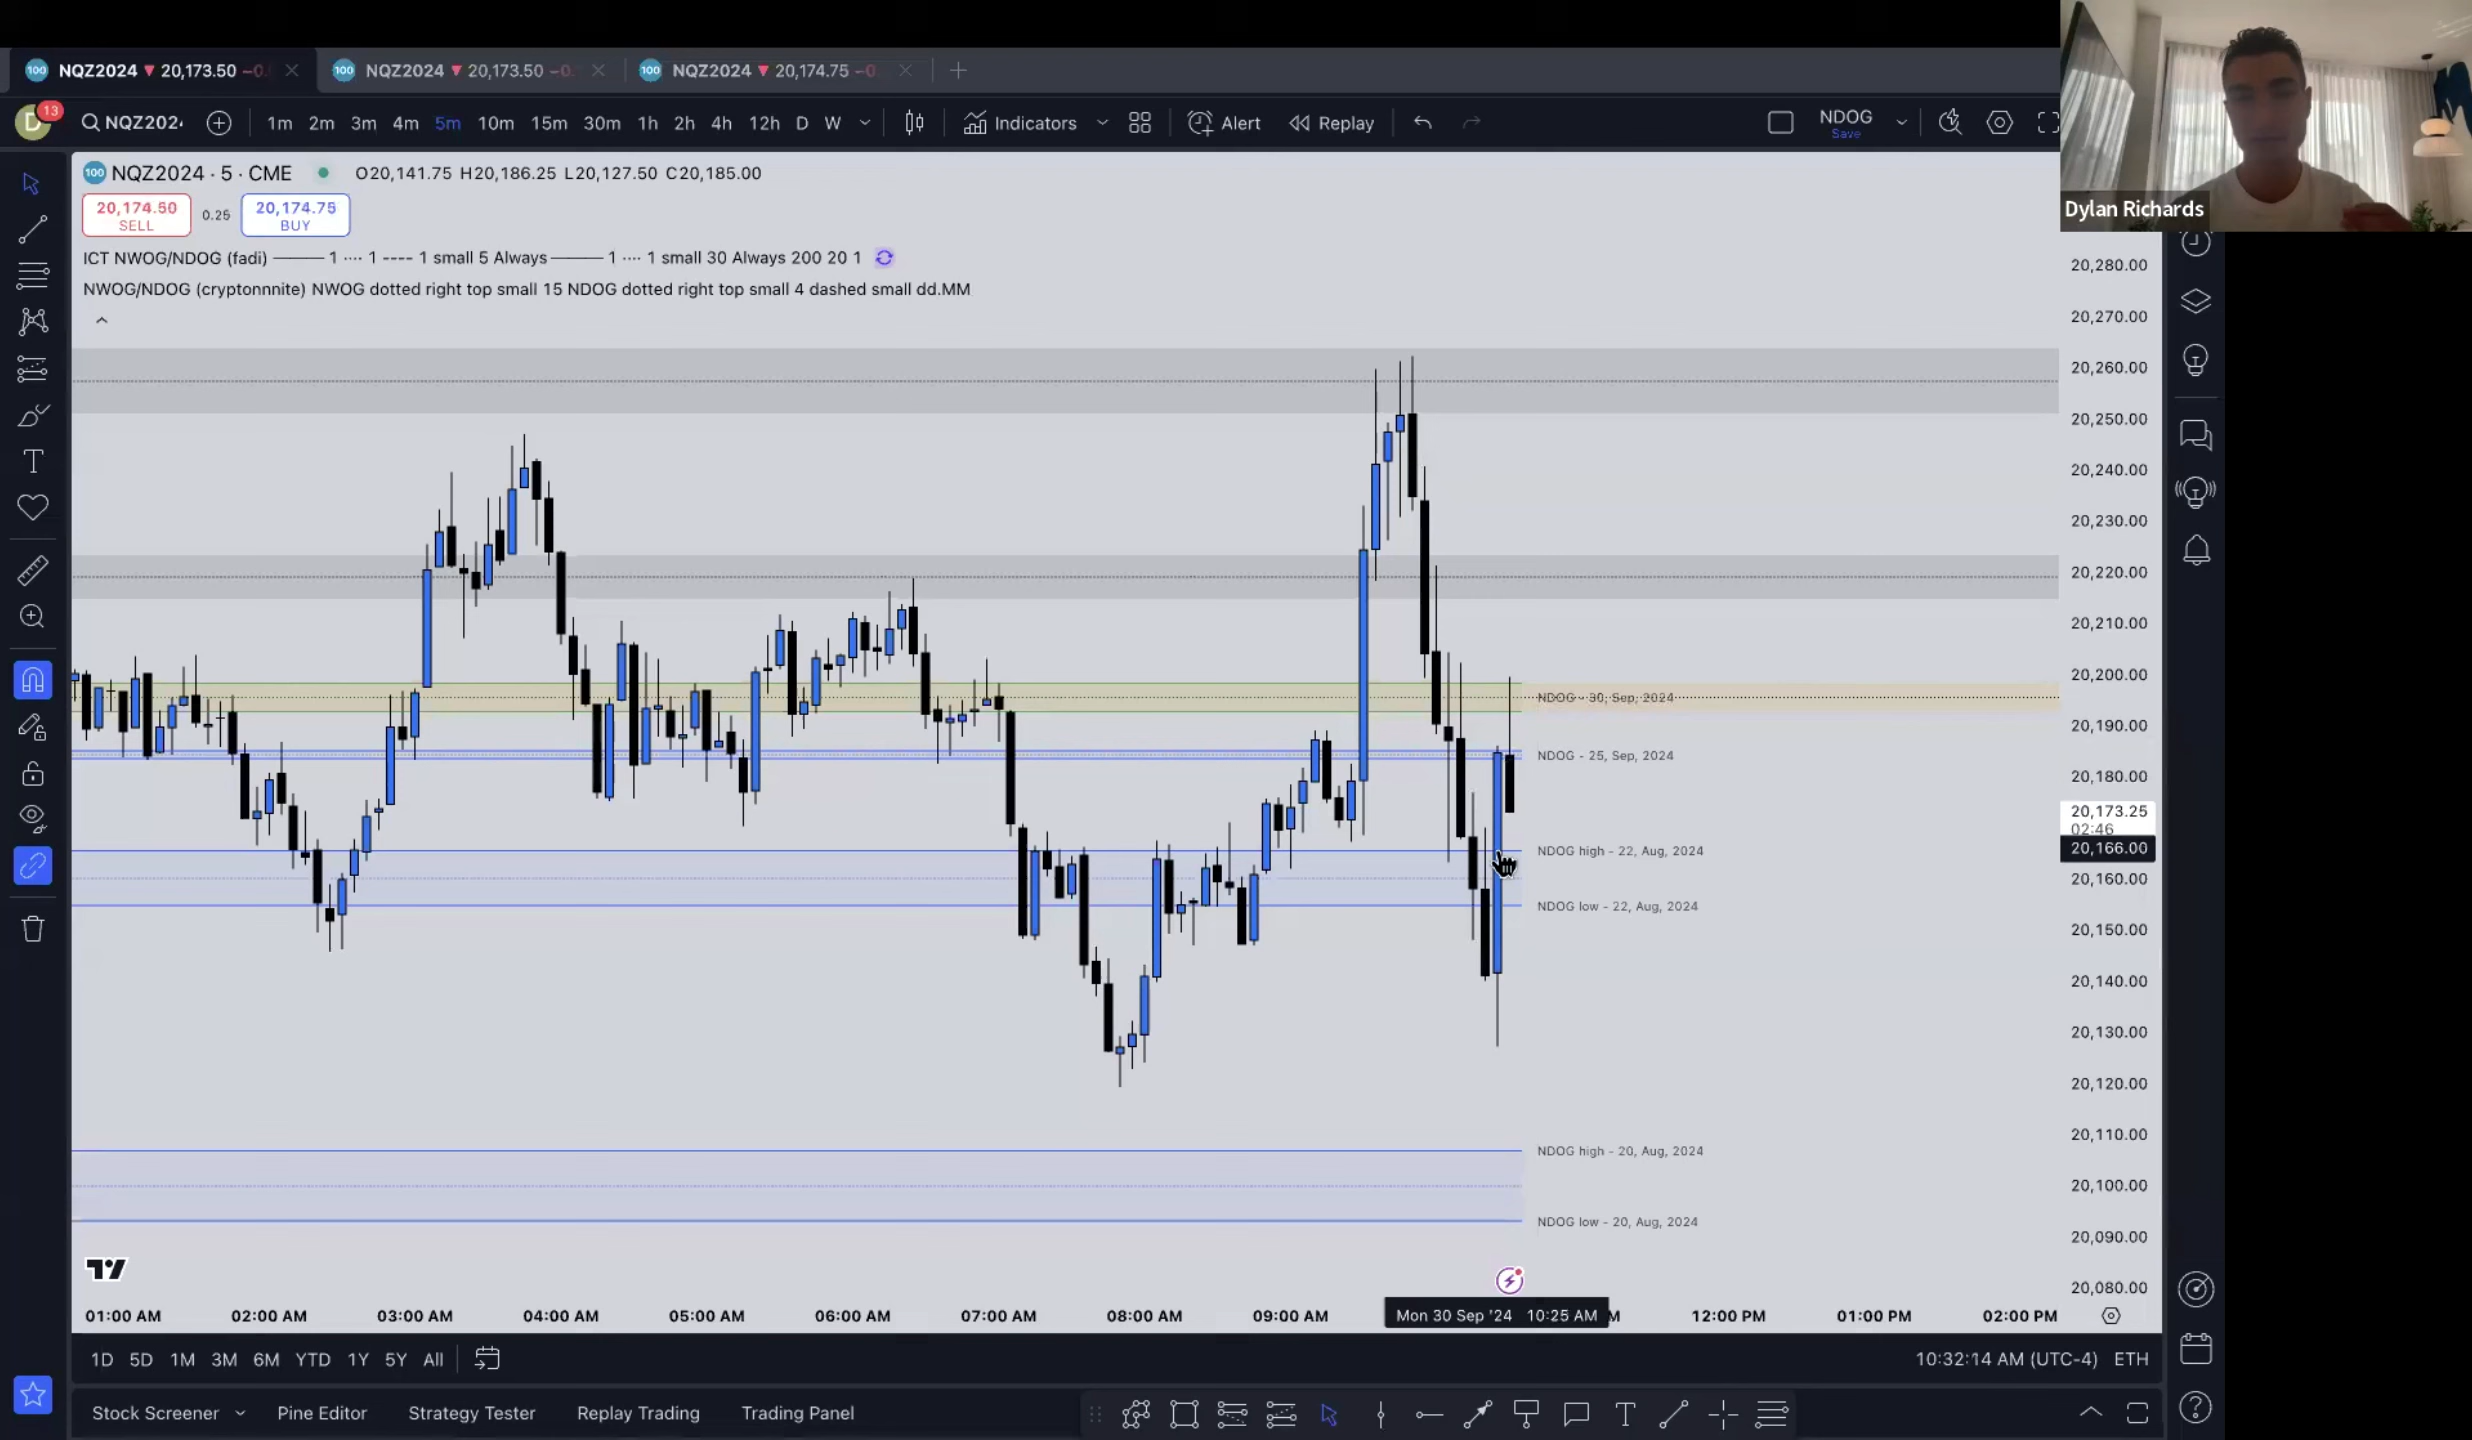 NQZ2024 ▼ 20,173.50 −0.
NQZ2024 ▼ 20,173.50 −0.
NQZ2024 ▼ 20,174.75 −0
D 13
NQZ202
1m 2m 3m 4m 5m 10m 15m 30m 1h 2h 4h 12h D W
Indicators
Alert
Replay
NDOG
Save
Dylan Richards
100 NQZ2024 · 5 · CME
O20,141.75 H20,186.25 L20,127.50 C20,185.00
20,174.50
SELL
0.25
20,174.75
BUY
ICT NWOG/NDOG (fadi) ——— 1 ···· 1 ---- 1 small 5 Always ——— 1 ···· 1 small 30 Always 200 20 1
NWOG/NDOG (cryptonnnite) NWOG dotted right top small 15 NDOG dotted right top small 4 dashed small dd.MM
20,280.00
20,270.00
20,260.00
20,250.00
20,240.00
20,230.00
20,220.00
20,210.00
20,200.00
20,190.00
20,180.00
20,173.25
02:46
20,166.00
20,160.00
20,150.00
20,140.00
20,130.00
20,120.00
20,110.00
20,100.00
20,090.00
20,080.00
NDOG - 30, Sep, 2024
NDOG - 25, Sep, 2024
NDOG high - 22, Aug, 2024
NDOG low - 22, Aug, 2024
NDOG high - 20, Aug, 2024
NDOG low - 20, Aug, 2024
01:00 AM 02:00 AM 03:00 AM 04:00 AM 05:00 AM 06:00 AM 07:00 AM 08:00 AM 09:00 AM Mon 30 Sep '24 10:25 AM M 12:00 PM 01:00 PM 02:00 PM
1D 5D 1M 3M 6M YTD 1Y 5Y All
10:32:14 AM (UTC-4) ETH
Stock Screener Pine Editor Strategy Tester Replay Trading Trading Panel